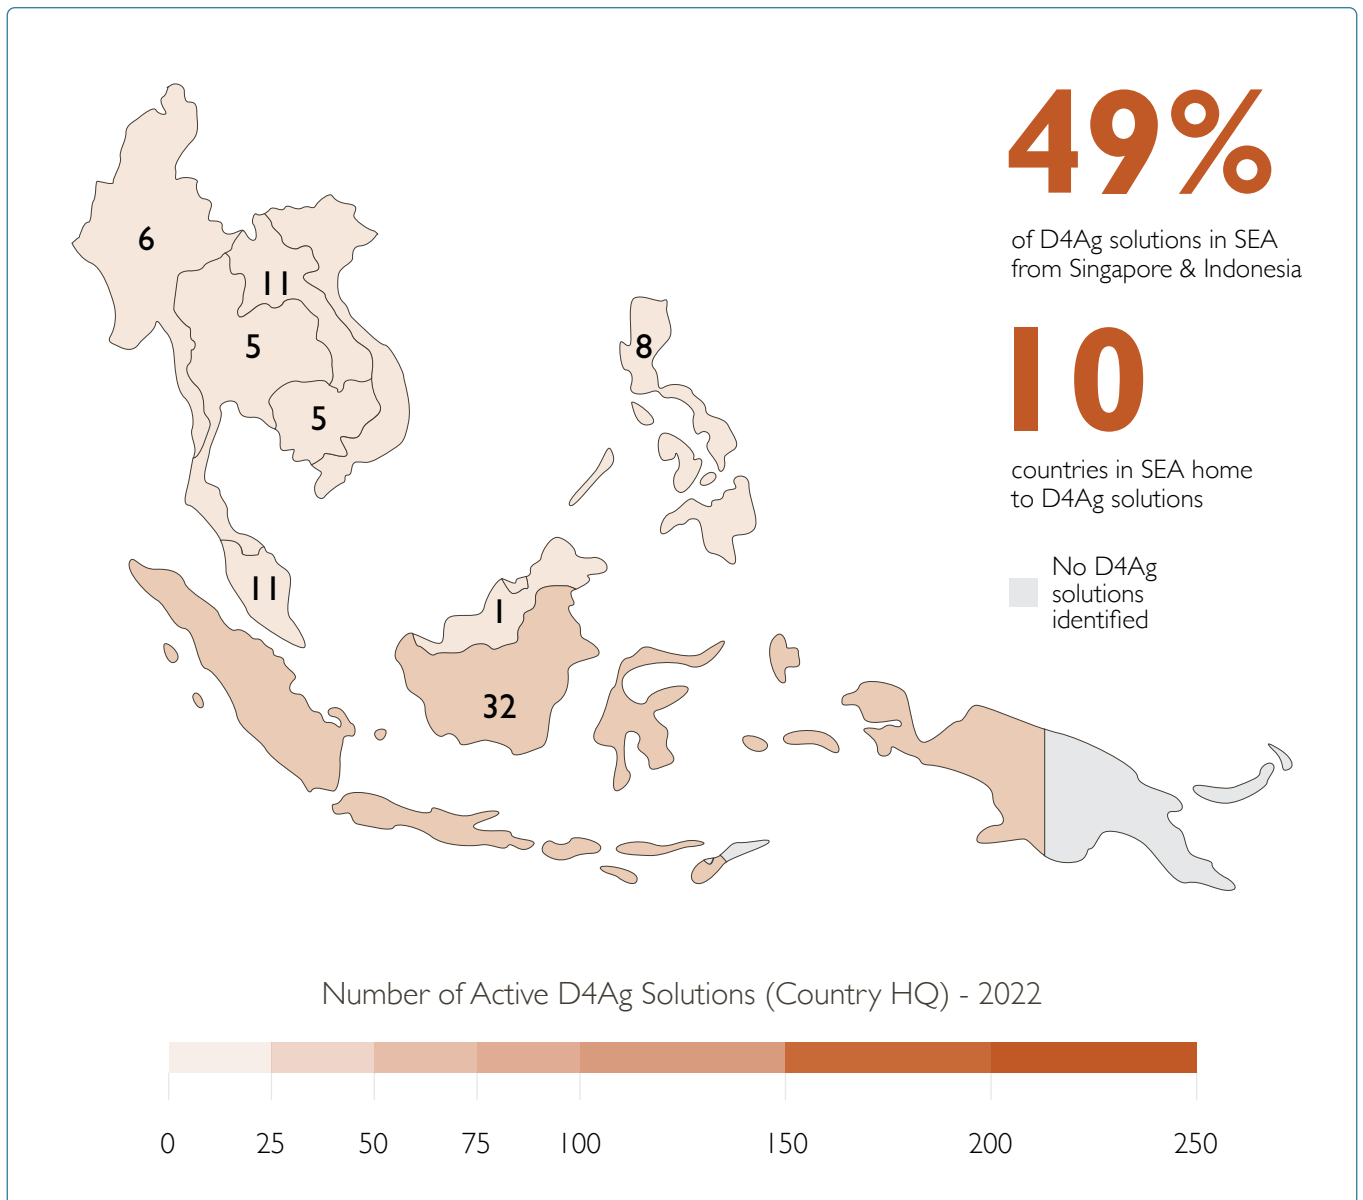 49%
of D4Ag solutions in SEA
from Singapore & Indonesia
10
countries in SEA home
to D4Ag solutions
No D4Ag
solutions
identified
6
11
5
5
8
11
1
32
Number of Active D4Ag Solutions (Country HQ) - 2022
0 25 50 75 100 150 200 250